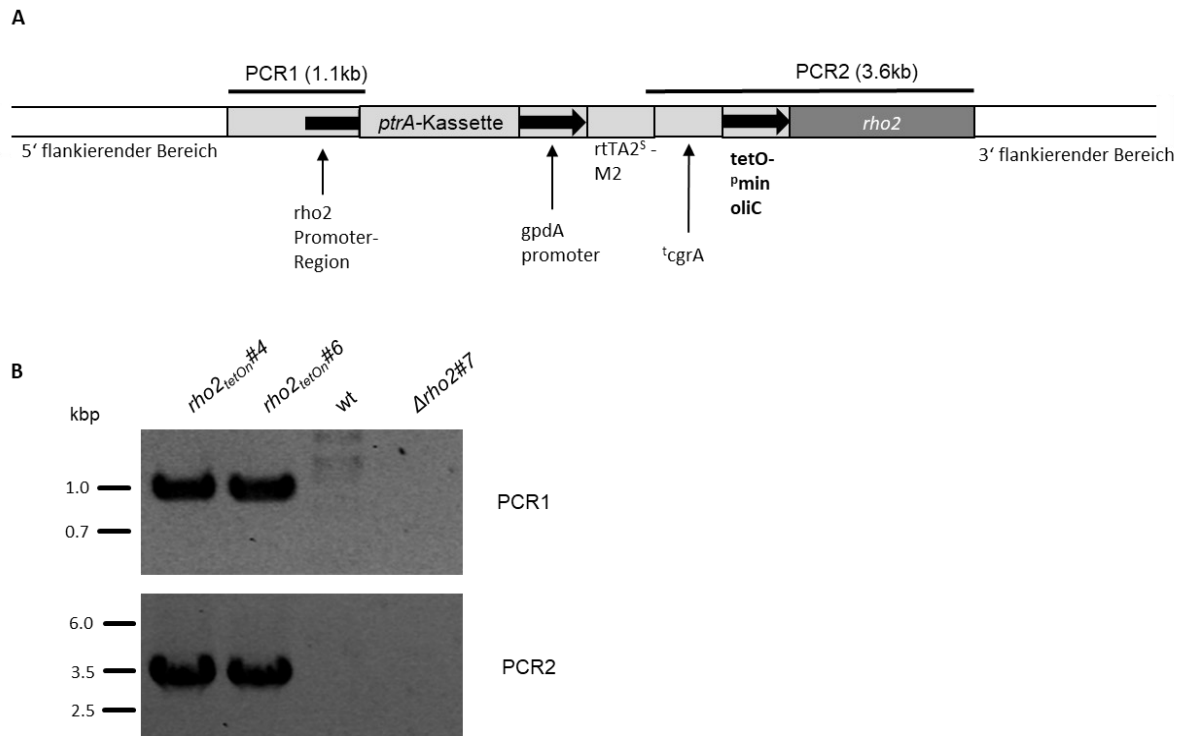 A
PCR1 (1.1kb)
PCR2 (3.6kb)
ptrA-Kassette
rho2
5‘ flankierender Bereich
rtTA2ˢ -
M2
tetO-
ᵖmin
oliC
3‘ flankierender Bereich
rho2
Promoter-
Region
gpdA
promoter
ᵗcgrA
B
kbp
rho2tetOn#4
rho2tetOn#6
wt
Δrho2#7
1.0
0.7
PCR1
6.0
3.5
2.5
PCR2